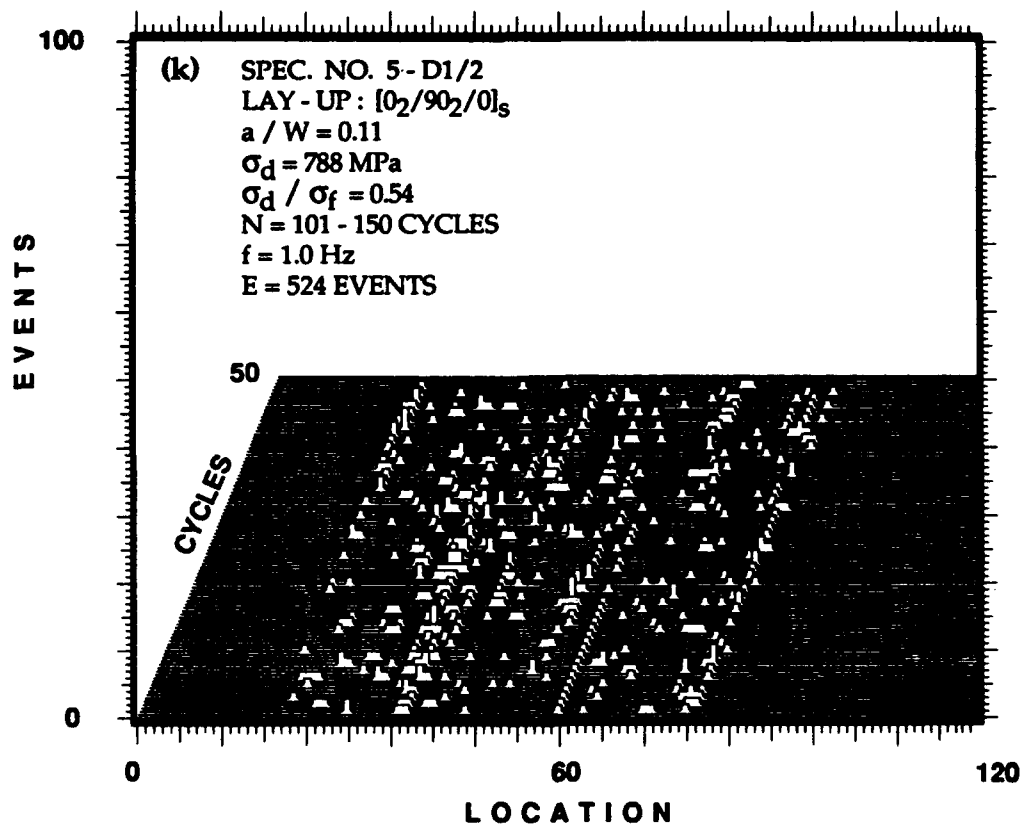 100
(k) SPEC. NO. 5 - D1/2
LAY - UP : [0₂/90₂/0]ₛ
a / W = 0.11
σd = 788 MPa
σd / σf = 0.54
N = 101 - 150 CYCLES
f = 1.0 Hz
E = 524 EVENTS
EVENTS
50
CYCLES
0
0 60 120
LOCATION